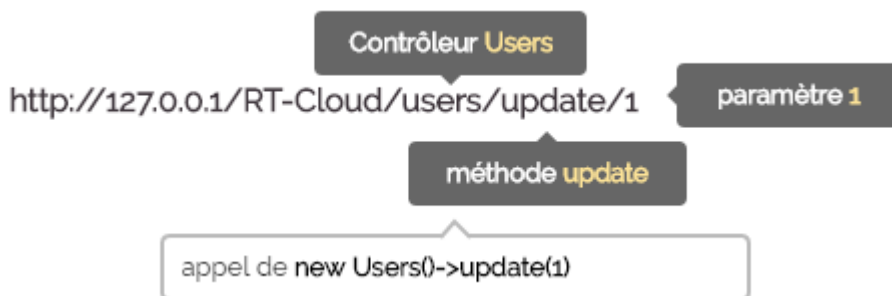 Contrôleur Users
http://127.0.0.1/RT-Cloud/users/update/1
paramètre 1
méthode update
appel de new Users()->update(1)